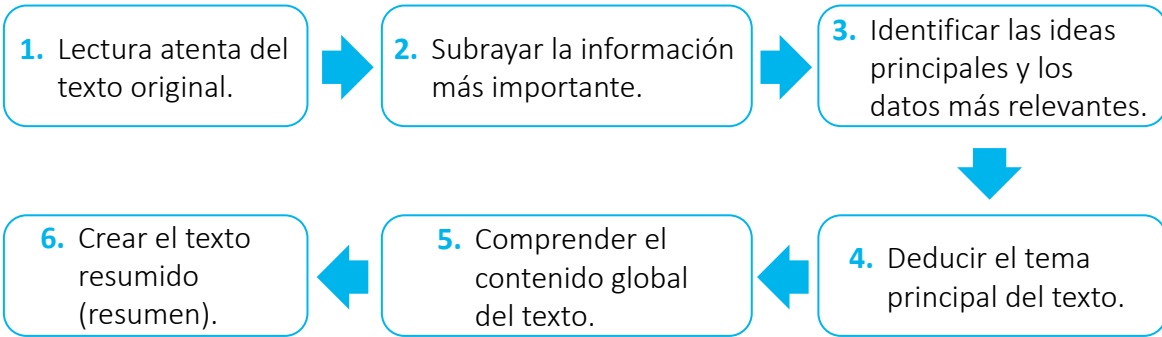 1. Lectura atenta del
texto original.
2. Subrayar la información
más importante.
3. Identificar las ideas
principales y los
datos más relevantes.
4. Deducir el tema
principal del texto.
5. Comprender el
contenido global
del texto.
6. Crear el texto
resumido
(resumen).